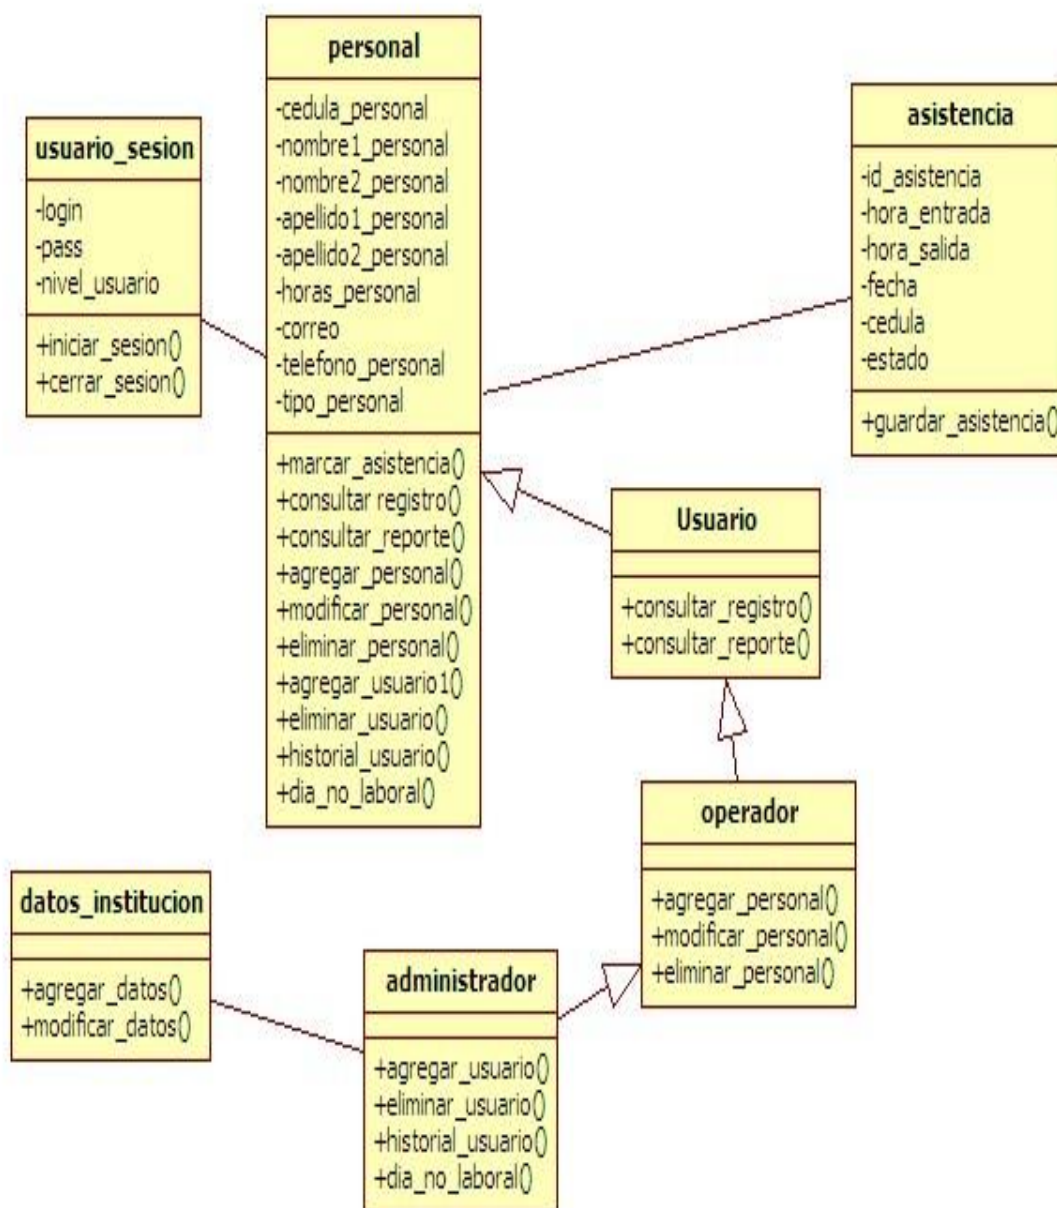 personal
-cedula_personal
-nombre1_personal
-nombre2_personal
-apellido1_personal
-apellido2_personal
-horas_personal
-correo
-telefono_personal
-tipo_personal
+marcar_asistencia()
+consultar registro()
+consultar_reporte()
+agregar_personal()
+modificar_personal()
+eliminar_personal()
+agregar_usuario1()
+eliminar_usuario()
+historial_usuario()
+dia_no_laboral()
usuario_sesion
-login
-pass
-nivel_usuario
+iniciar_sesion()
+cerrar_sesion()
asistencia
-id_asistencia
-hora_entrada
-hora_salida
-fecha
-cedula
-estado
+guardar_asistencia()
Usuario
+consultar_registro()
+consultar_reporte()
operador
+agregar_personal()
+modificar_personal()
+eliminar_personal()
datos_institucion
+agregar_datos()
+modificar_datos()
administrador
+agregar_usuario()
+eliminar_usuario()
+historial_usuario()
+dia_no_laboral()